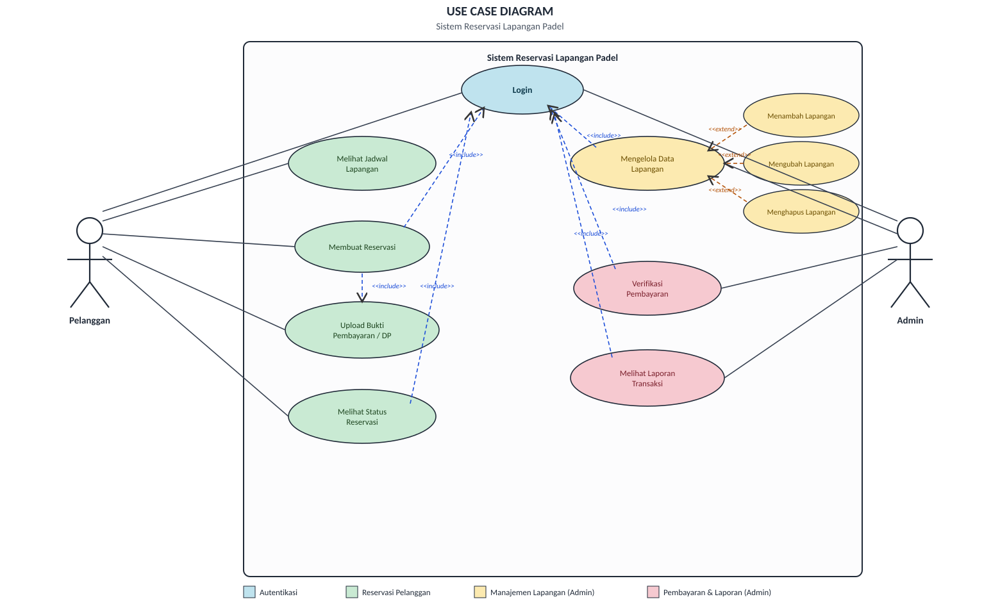 USE CASE DIAGRAM
Sistem Reservasi Lapangan Padel
Sistem Reservasi Lapangan Padel
Login
Menambah Lapangan
<<extend>>
<<include>>
<<include>>
<<extend>>
Melihat Jadwal
Lapangan
Mengelola Data
Lapangan
Mengubah Lapangan
<<extend>>
<<include>>
Menghapus Lapangan
<<include>>
Membuat Reservasi
<<include>>
<<include>>
Verifikasi
Pembayaran
Pelanggan
Admin
Upload Bukti
Pembayaran / DP
Melihat Laporan
Transaksi
Melihat Status
Reservasi
Autentikasi
Reservasi Pelanggan
Manajemen Lapangan (Admin)
Pembayaran & Laporan (Admin)